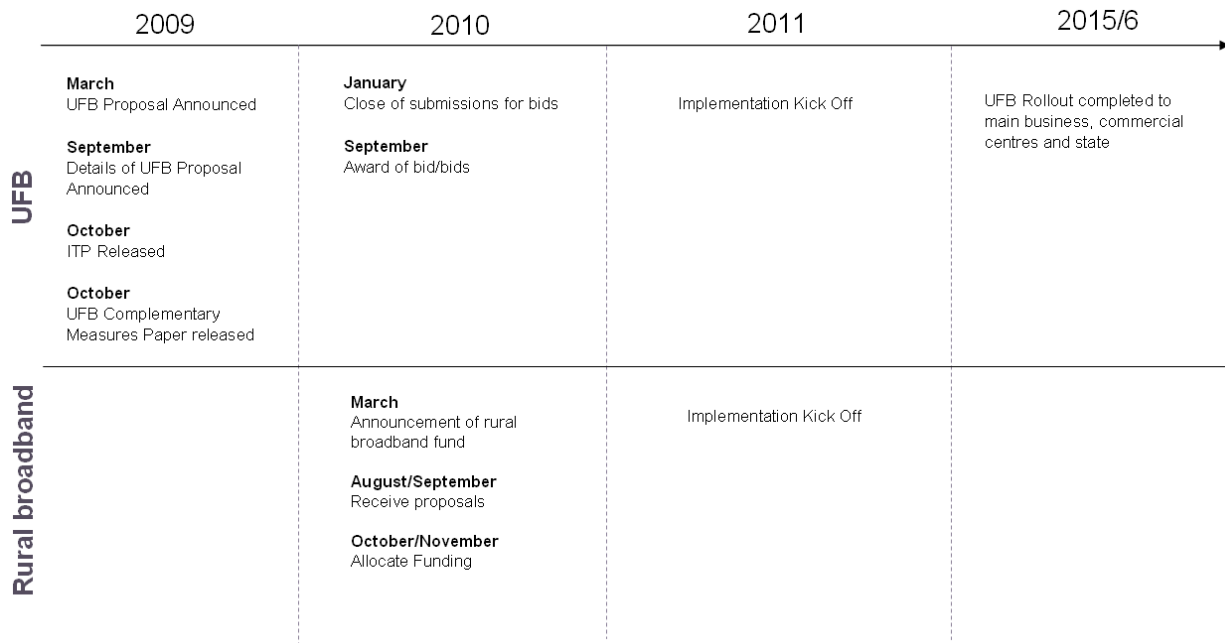 2009
2010
2011
2015/6
UFB
March
UFB Proposal Announced
September
Details of UFB Proposal
Announced
October
ITP Released
October
UFB Complementary
Measures Paper released
January
Close of submissions for bids
September
Award of bid/bids
Implementation Kick Off
UFB Rollout completed to
main business, commercial
centres and state
Rural broadband
March
Announcement of rural
broadband fund
August/September
Receive proposals
October/November
Allocate Funding
Implementation Kick Off